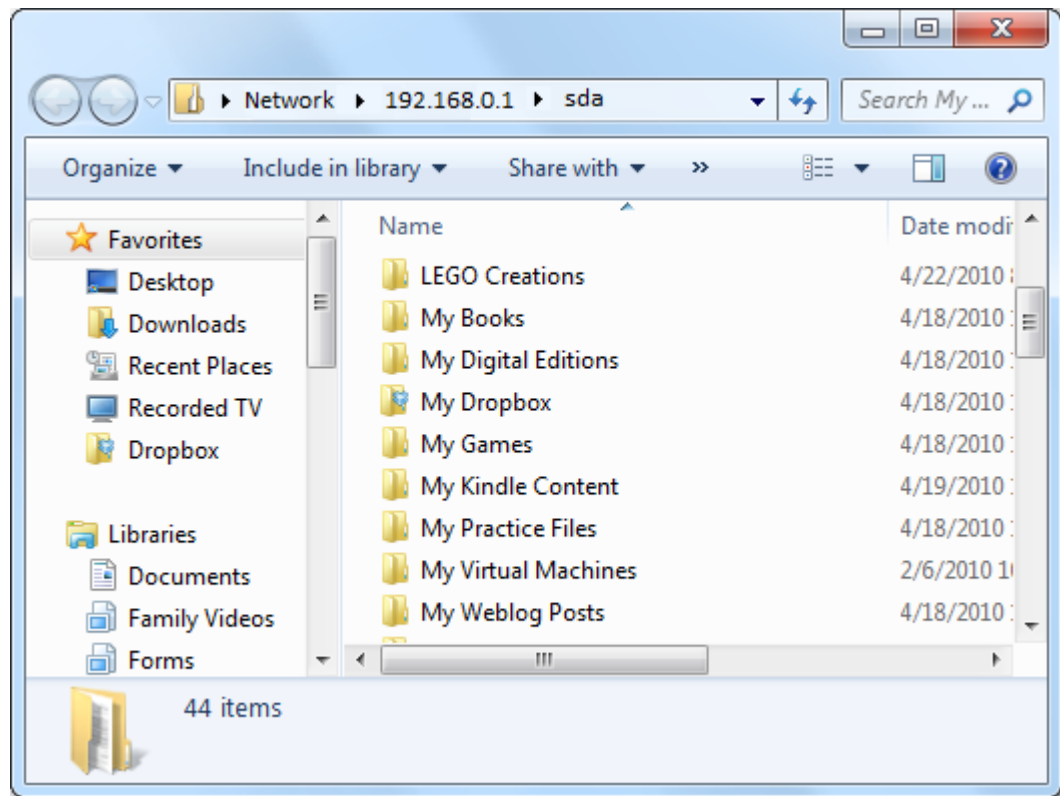 Network 192.168.0.1 sda Search My ...
Organize Include in library Share with »
Favorites
Desktop
Downloads
Recent Places
Recorded TV
Dropbox
Libraries
Documents
Family Videos
Forms
Name Date modif
LEGO Creations 4/22/2010
My Books 4/18/2010
My Digital Editions 4/18/2010
My Dropbox 4/18/2010
My Games 4/18/2010
My Kindle Content 4/19/2010
My Practice Files 4/18/2010
My Virtual Machines 2/6/2010
My Weblog Posts 4/18/2010
44 items